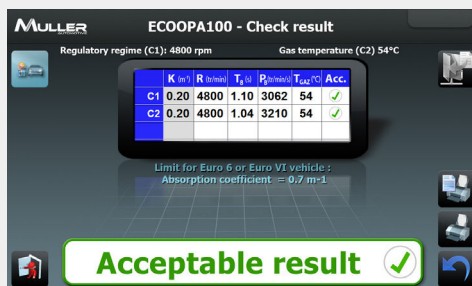 MULLER
AUTOMOTIVE
ECOOPA100 - Check result
Regulatory regime (C1): 4800 rpm Gas temperature (C2) 54°C
K (m⁻¹) R (tr/min) TB (s) (tr/min/s) TGAZ (°C) Acc.
C1 0.20 4800 1.10 3062 54
C2 0.20 4800 1.04 3210 54
Limit for Euro 6 or Euro VI vehicle :
Absorption coefficient = 0.7 m-1
Acceptable result